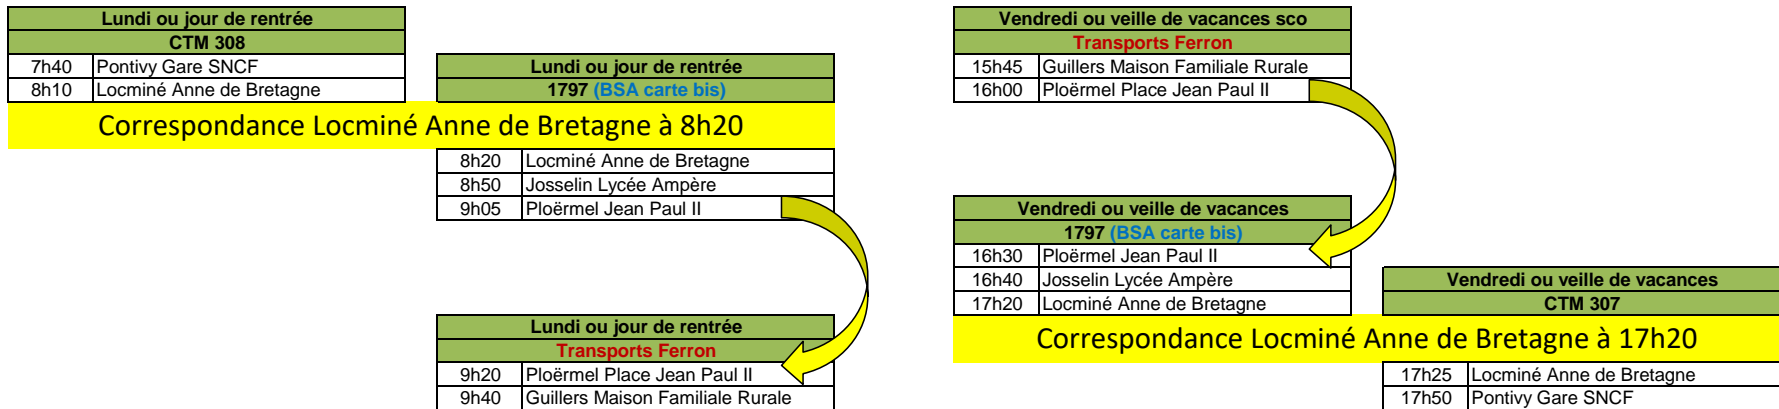 Lundi ou jour de rentrée
CTM 308
7h40 Pontivy Gare SNCF
8h10 Locminé Anne de Bretagne
Lundi ou jour de rentrée
1797 (BSA carte bis)
Correspondance Locminé Anne de Bretagne à 8h20
8h20 Locminé Anne de Bretagne
8h50 Josselin Lycée Ampère
9h05 Ploërmel Jean Paul II
Lundi ou jour de rentrée
Transports Ferron
9h20 Ploërmel Place Jean Paul II
9h40 Guillers Maison Familiale Rurale
Vendredi ou veille de vacances sco
Transports Ferron
15h45 Guillers Maison Familiale Rurale
16h00 Ploërmel Place Jean Paul II
Vendredi ou veille de vacances
1797 (BSA carte bis)
16h30 Ploërmel Jean Paul II
16h40 Josselin Lycée Ampère
17h20 Locminé Anne de Bretagne
Vendredi ou veille de vacances
CTM 307
Correspondance Locminé Anne de Bretagne à 17h20
17h25 Locminé Anne de Bretagne
17h50 Pontivy Gare SNCF